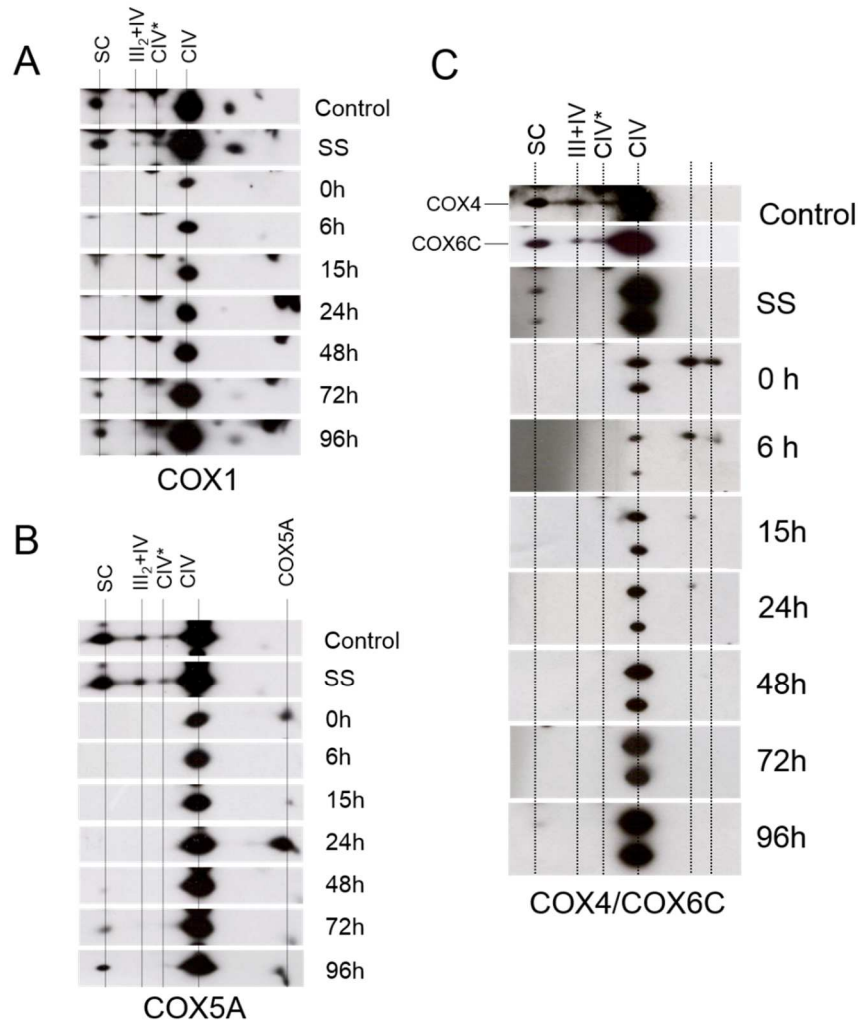 A
SC
III₂+IV
CIV*
CIV
Control
SS
0h
6h
15h
24h
48h
72h
96h
COX1
B
SC
III₂+IV
CIV*
CIV
COX5A
Control
SS
0h
6h
15h
24h
48h
72h
96h
COX5A
C
SC
III+IV
CIV*
CIV
COX4
COX6C
Control
SS
0 h
6 h
15h
24h
48h
72h
96h
COX4/COX6C